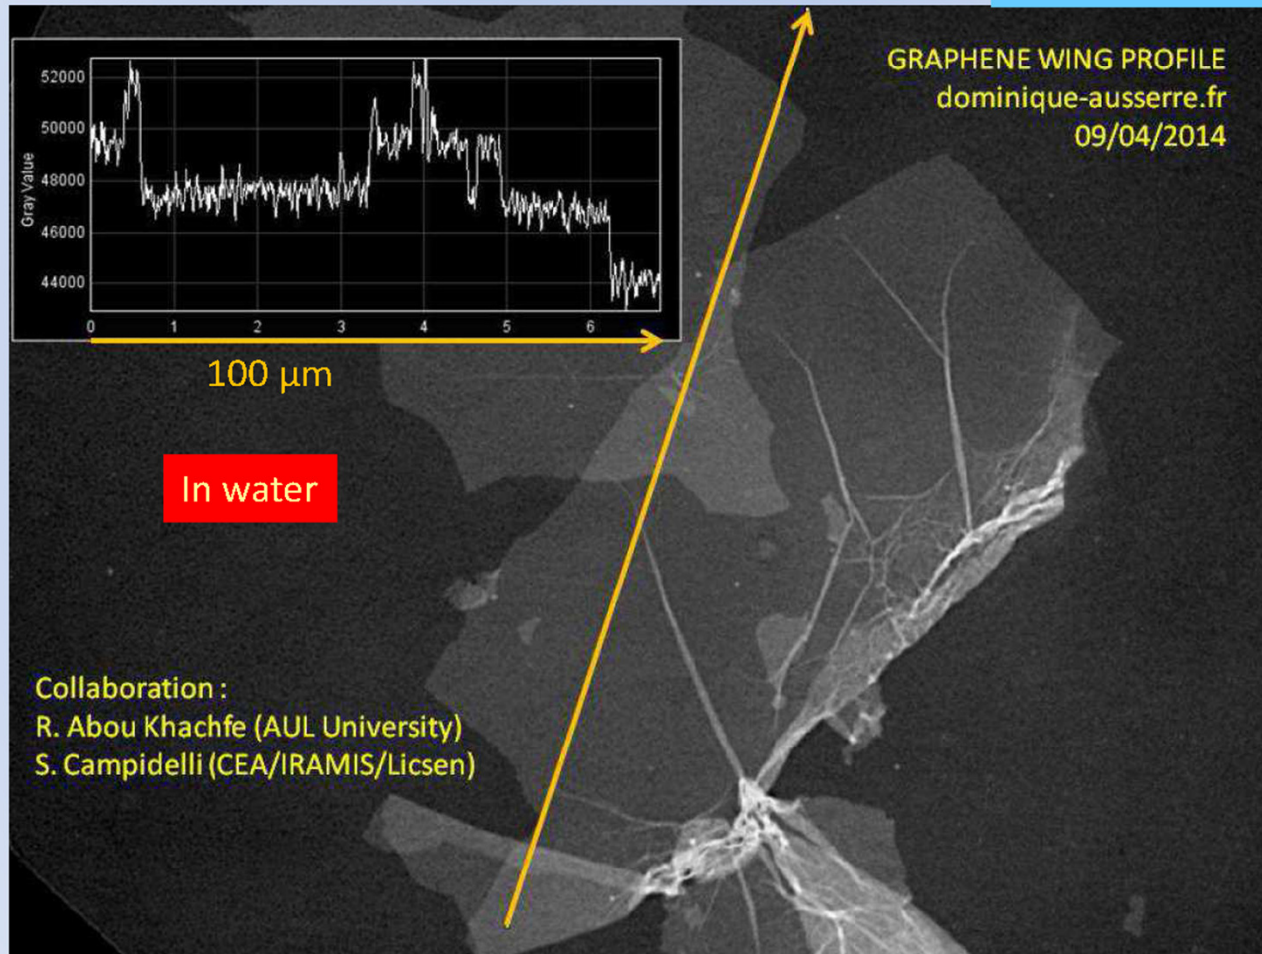 GRAPHENE WING PROFILE
dominique-ausserre.fr
09/04/2014
52000
50000
48000
46000
44000
Gray Value
0 1 2 3 4 5 6
100 µm
In water
Collaboration :
R. Abou Khachfe (AUL University)
S. Campidelli (CEA/IRAMIS/Licsen)